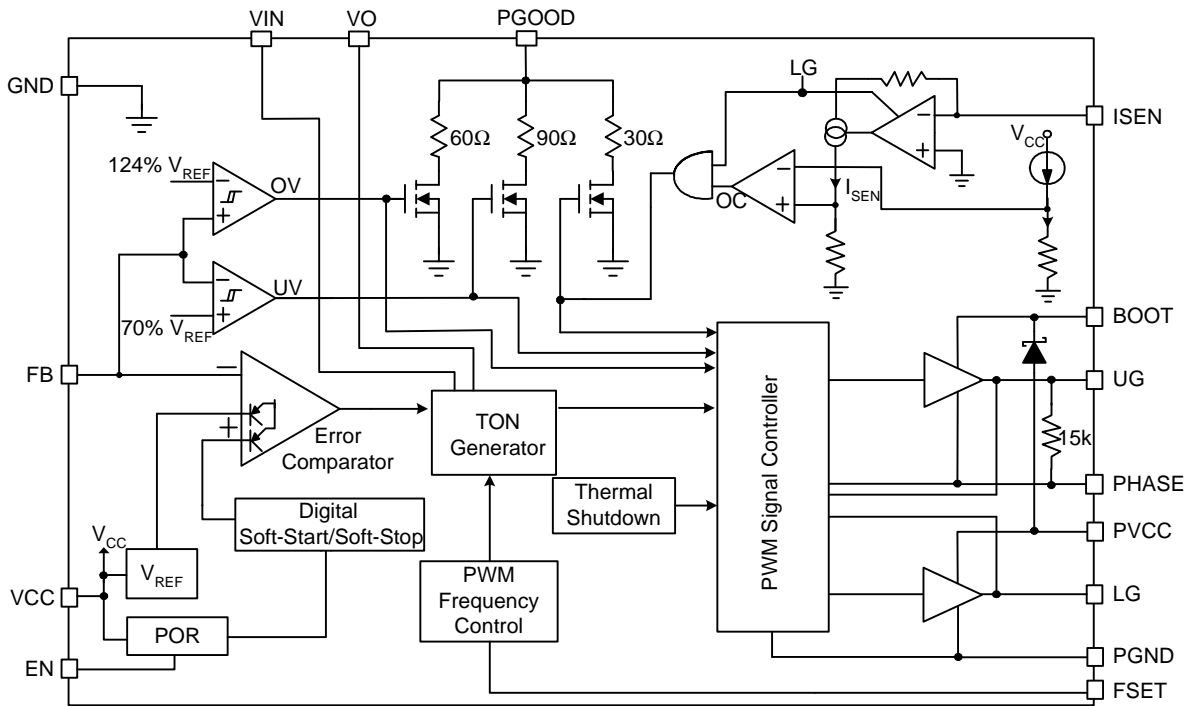 VIN VO PGOOD
GND
LG
ISEN
60Ω 90Ω 30Ω
VCC
124% VREF
OV
ISEN
OC
UV
70% VREF
BOOT
FB
UG
TON
Generator
Error
Comparator
PWM Signal Controller
15k
Thermal
Shutdown
PHASE
Digital
Soft-Start/Soft-Stop
PVCC
VCC
VREF
PWM
Frequency
Control
VCC
LG
POR
EN
PGND
FSET